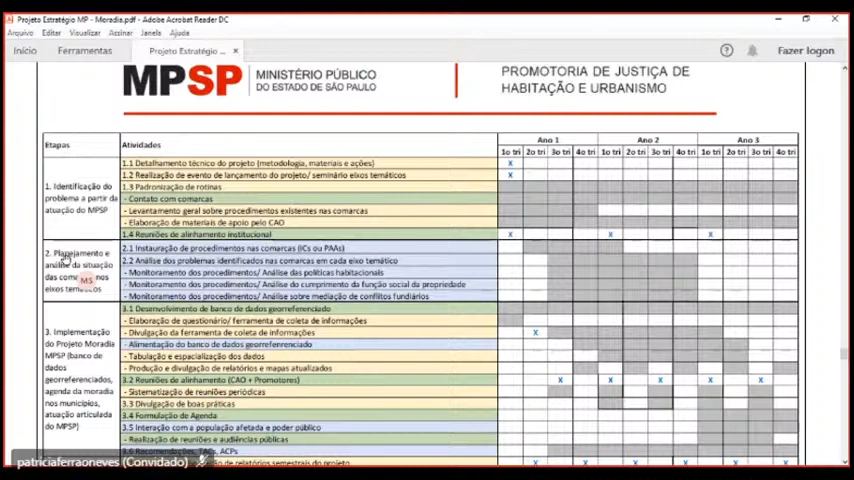 Projeto Estratégio MP - Moradia.pdf - Adobe Acrobat Reader DC
Arquivo Editar Visualizar Assinar Janela Ajuda
Início Ferramentas Projeto Estratégio ... × Fazer logon
MPSP MINISTÉRIO PÚBLICO DO ESTADO DE SÃO PAULO
PROMOTORIA DE JUSTIÇA DE HABITAÇÃO E URBANISMO
Etapas Atividades Ano 1 Ano 2 Ano 3
1o tri 2o tri 3o tri 4o tri 1o tri 2o tri 3o tri 4o tri 1o tri 2o tri 3o tri 4o tri
1. Identificação do problema a partir da atuação do MPSP
1.1 Detalhamento técnico do projeto (metodologia, materiais e ações) x
1.2 Realização de evento de lançamento do projeto/ seminário eixos temáticos x
1.3 Padronização de rotinas
- Contato com comarcas
- Levantamento geral sobre procedimentos existentes nas comarcas
- Elaboração de materiais de apoio pelo CAO
1.4 Reuniões de alinhamento institucional x x x
2. Planejamento e análise da situação das nos eixos temáticos
MS
2.1 Instauração de procedimentos nas comarcas (ICs ou PAAs)
2.2 Análise dos problemas identificados nas comarcas em cada eixo temático
- Monitoramento dos procedimentos/ Análise das políticas habitacionais
- Monitoramento dos procedimentos/ Análise do cumprimento da função social da propriedade
- Monitoramento dos procedimentos/ Análise sobre mediação de conflitos fundiários
3. Implementação do Projeto Moradia MPSP (banco de dados georreferenciados, agenda da moradia nos municípios, atuação articulada do MPSP)
3.1 Desenvolvimento de banco de dados georreferenciado
- Elaboração de questionário/ ferramenta de coleta de informações
- Divulgação da ferramenta de coleta de informações x
- Alimentação do banco de dados georreferenciado
- Tabulação e espacialização dos dados
- Produção e divulgação de relatórios e mapas atualizados
3.2 Reuniões de alinhamento (CAO + Promotores) x x x x x
- Sistematização de reuniões periódicas
3.3 Divulgação de boas práticas
3.4 Formulação de Agenda
3.5 Interação com a população afetada e poder público
- Realização de reuniões e audiências públicas
3.6 Recomendações, TACs, ACPs
de relatórios semestrais do projeto x x x x x x
patriciaferraoneves (Convidado)